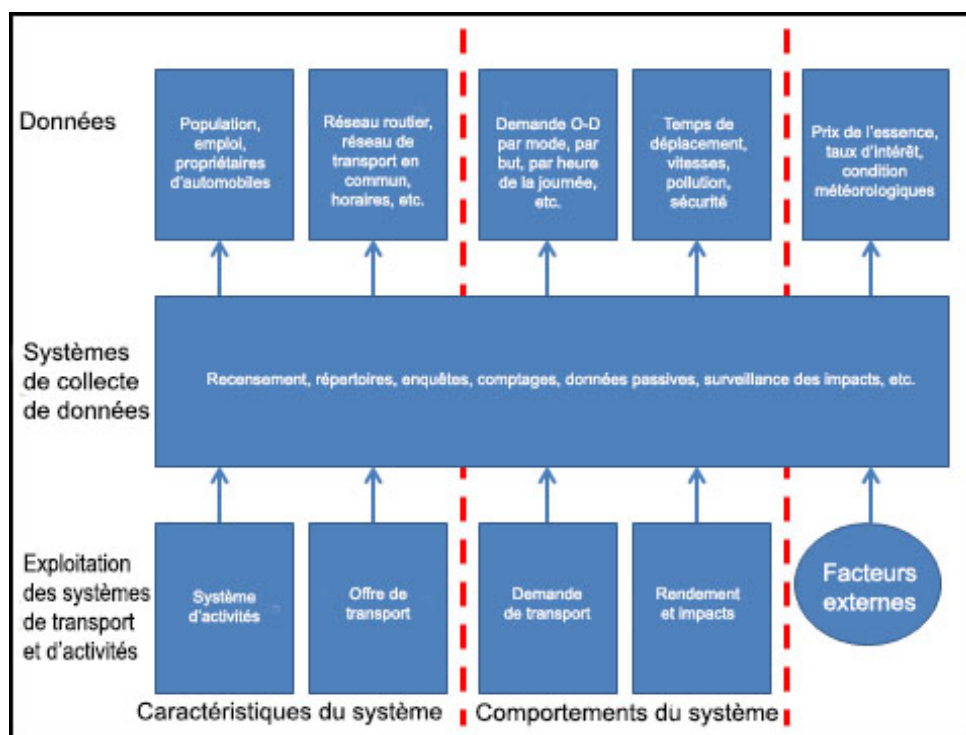 Données
Population,
emploi,
propriétaires
d'automobiles
Réseau routier,
réseau de
transport en
commun,
horaires, etc.
Demande O-D
par mode, par
but, par heure
de la journée,
etc.
Temps de
déplacement,
vitesses,
pollution,
sécurité
Prix de l'essence,
taux d'intérêt,
condition
météorologiques
Systèmes
de collecte
de données
Recensement, répertoires, enquêtes, comptages, données passives, surveillance des impacts, etc.
Exploitation
des systèmes
de transport
et d'activités
Système
d'activités
Offre de
transport
Demande
de transport
Rendement
et impacts
Facteurs
externes
Caractéristiques du système
Comportements du système